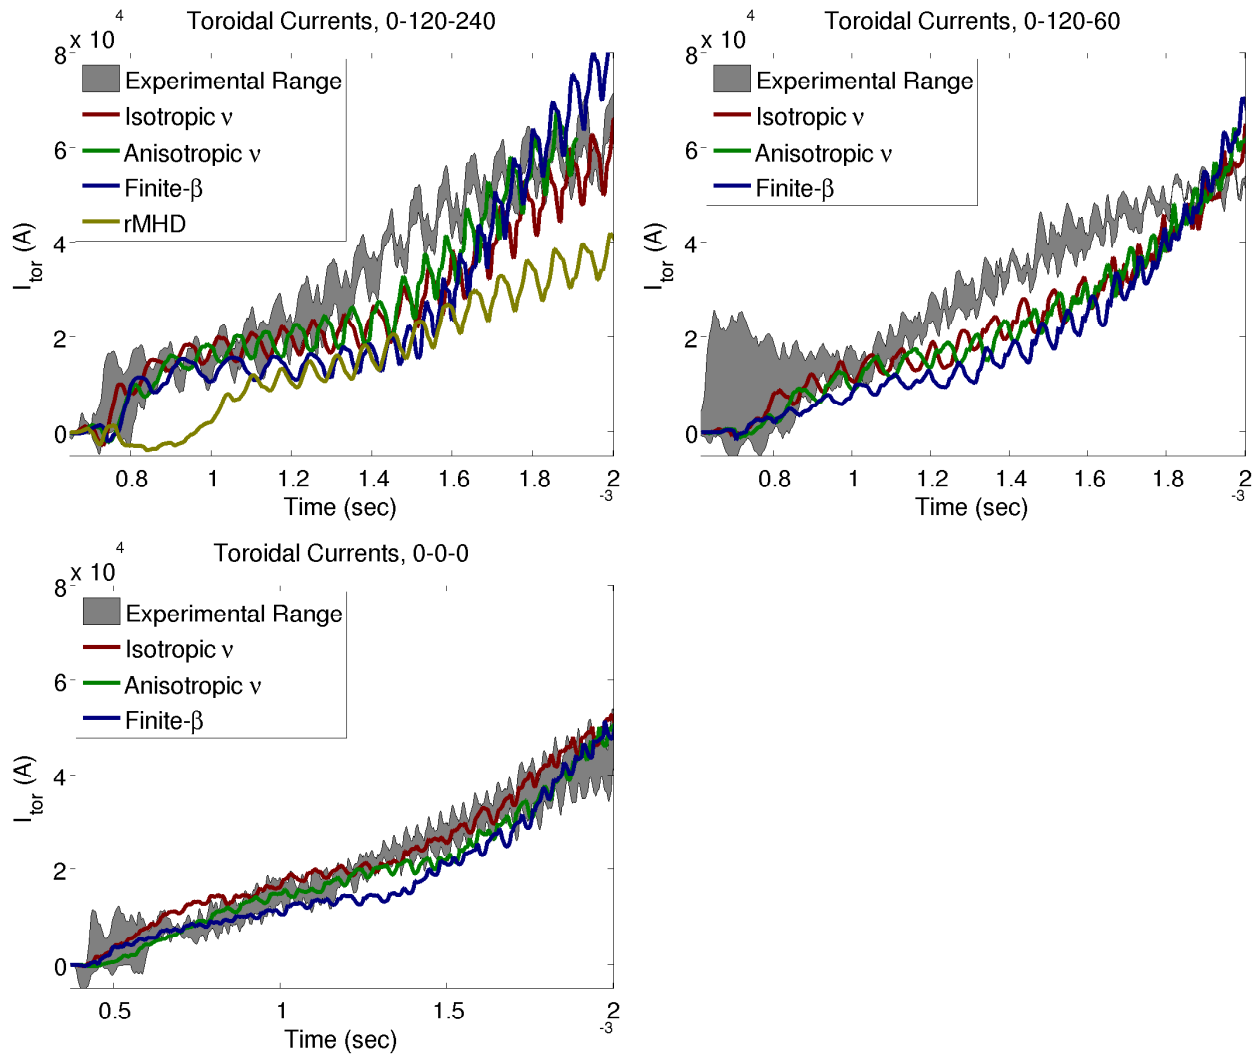 Toroidal Currents, 0-120-240
x 10 4
Experimental Range
Isotropic ν
Anisotropic ν
Finite-β
rMHD
8
6
4
2
0
I_tor (A)
0.8 1 1.2 1.4 1.6 1.8 2
Time (sec)
-3
Toroidal Currents, 0-120-60
x 10 4
Experimental Range
Isotropic ν
Anisotropic ν
Finite-β
8
6
4
2
0
I_tor (A)
0.8 1 1.2 1.4 1.6 1.8 2
Time (sec)
-3
Toroidal Currents, 0-0-0
x 10 4
Experimental Range
Isotropic ν
Anisotropic ν
Finite-β
8
6
4
2
0
I_tor (A)
0.5 1 1.5 2
Time (sec)
-3